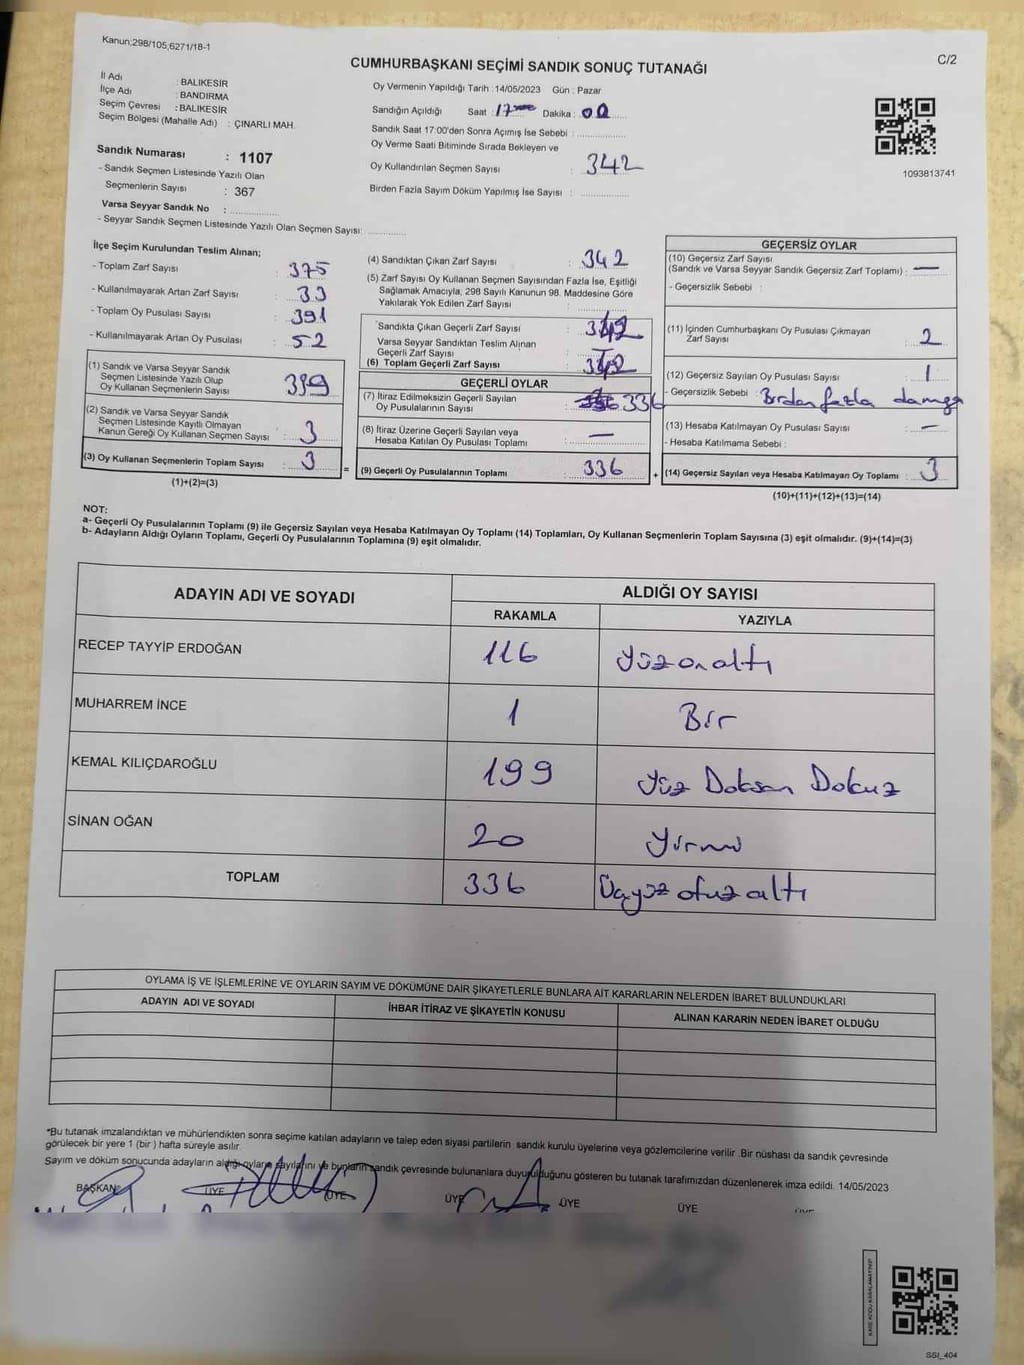 Kanun;298/105;6271/18-1
C/2
CUMHURBAŞKANI SEÇİMİ SANDIK SONUÇ TUTANAĞI
İl Adı : BALIKESİR
İlçe Adı : BANDIRMA
Seçim Çevresi : BALIKESİR
Seçim Bölgesi (Mahalle Adı) : ÇINARLI MAH.
Sandık Numarası : 1107
- Sandık Seçmen Listesinde Yazılı Olan
Seçmenlerin Sayısı : 367
Varsa Seyyar Sandık No :
- Seyyar Sandık Seçmen Listesinde Yazılı Olan Seçmen Sayısı:
Oy Vermenin Yapıldığı Tarih :14/05/2023 Gün : Pazar
Sandığın Açıldığı Saat : 17 Dakika : 00
Sandık Saat 17:00'den Sonra Açımış İse Sebebi :
Oy Verme Saati Bitiminde Sırada Bekleyen ve
Oy Kullandırılan Seçmen Sayısı : 342
Birden Fazla Sayım Döküm Yapılmış İse Sayısı :
1093813741
İlçe Seçim Kurulundan Teslim Alınan;
- Toplam Zarf Sayısı : 375
- Kullanılmayarak Artan Zarf Sayısı : 33
- Toplam Oy Pusulası Sayısı : 391
- Kullanılmayarak Artan Oy Pusulası : 52
(1) Sandık ve Varsa Seyyar Sandık
Seçmen Listesinde Yazılı Olup
Oy Kullanan Seçmenlerin Sayısı : 339
(2) Sandık ve Varsa Seyyar Sandık
Seçmen Listesinde Kayıtlı Olmayan
Kanun Gereği Oy Kullanan Seçmen Sayısı : 3
(3) Oy Kullanan Seçmenlerin Toplam Sayısı : 3
(1)+(2)=(3)
=
(4) Sandıktan Çıkan Zarf Sayısı : 342
(5) Zarf Sayısı Oy Kullanan Seçmen Sayısından Fazla İse, Eşitliği
Sağlamak Amacıyla, 298 Sayılı Kanunun 98. Maddesine Göre
Yakılarak Yok Edilen Zarf Sayısı :
Sandıkta Çıkan Geçerli Zarf Sayısı : 342
Varsa Seyyar Sandıktan Teslim Alınan
Geçerli Zarf Sayısı :
(6) Toplam Geçerli Zarf Sayısı : 342
GEÇERLİ OYLAR
(7) İtiraz Edilmeksizin Geçerli Sayılan
Oy Pusulalarının Sayısı : 336
(8) İtiraz Üzerine Geçerli Sayılan veya
Hesaba Katılan Oy Pusulası Toplamı : —
(9) Geçerli Oy Pusulalarının Toplamı : 336
+
GEÇERSİZ OYLAR
(10) Geçersiz Zarf Sayısı
(Sandık ve Varsa Seyyar Sandık Geçersiz Zarf Toplamı) : —
- Geçersizlik Sebebi :
(11) İçinden Cumhurbaşkanı Oy Pusulası Çıkmayan
Zarf Sayısı : 2
(12) Geçersiz Sayılan Oy Pusulası Sayısı : 1
- Geçersizlik Sebebi : Birden fazla damga
(13) Hesaba Katılmayan Oy Pusulası Sayısı : —
- Hesaba Katılmama Sebebi :
(14) Geçersiz Sayılan veya Hesaba Katılmayan Oy Toplamı : 3
(10)+(11)+(12)+(13)=(14)
NOT:
a- Geçerli Oy Pusulalarının Toplamı (9) ile Geçersiz Sayılan veya Hesaba Katılmayan Oy Toplamı (14) Toplamları, Oy Kullanan Seçmenlerin Toplam Sayısına (3) eşit olmalıdır. (9)+(14)=(3)
b- Adayların Aldığı Oyların Toplamı, Geçerli Oy Pusulalarının Toplamına (9) eşit olmalıdır.
ADAYIN ADI VE SOYADI
ALDIĞI OY SAYISI
RAKAMLA YAZIYLA
RECEP TAYYİP ERDOĞAN 116 Yüzonaltı
MUHARREM İNCE 1 Bir
KEMAL KILIÇDAROĞLU 199 Yüz Doksan Dokuz
SİNAN OĞAN 20 Yirmi
TOPLAM 336 Üçyüz otuz altı
OYLAMA İŞ VE İŞLEMLERİNE VE OYLARIN SAYIM VE DÖKÜMÜNE DAİR ŞİKAYETLERLE BUNLARA AİT KARARLARIN NELERDEN İBARET BULUNDUKLARI
ADAYIN ADI VE SOYADI İHBAR İTİRAZ VE ŞİKAYETİN KONUSU ALINAN KARARIN NEDEN İBARET OLDUĞU
*Bu tutanak imzalandıktan ve mühürlendikten sonra seçime katılan adayların ve talep eden siyasi partilerin sandık kurulu üyelerine veya gözlemcilerine verilir .Bir nüshası da sandık çevresinde
görülecek bir yere 1 (bir ) hafta süreyle asılır.
Sayım ve döküm sonucunda adayların aldığı oyların sayılarını ve bunların sandık çevresinde bulunanlara duyurulduğunu gösteren bu tutanak tarafımızdan düzenlenerek imza edildi. 14/05/2023
BAŞKAN ÜYE ÜYE ÜYE ÜYE ÜYE
SSI_404